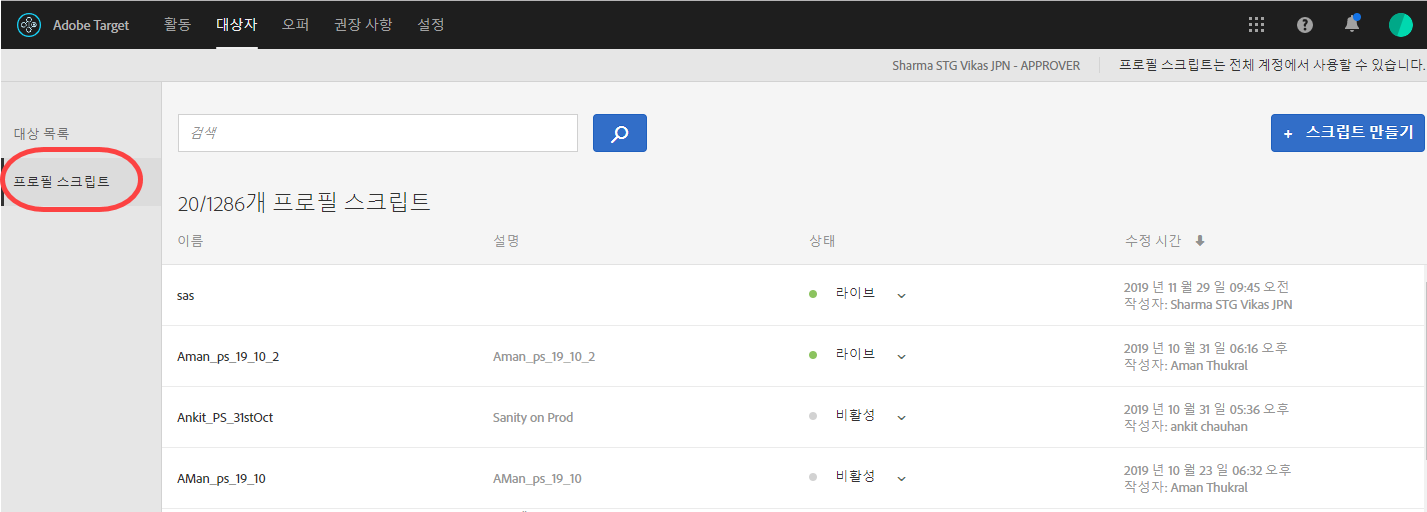 Adobe Target 활동 대상자 오퍼 권장 사항 설정
Sharma STG Vikas JPN - APPROVER 프로필 스크립트는 전체 계정에서 사용할 수 있습니다.
대상 목록
프로필 스크립트
검색
+ 스크립트 만들기
20/1286개 프로필 스크립트
이름 설명 상태 수정 시간
sas 라이브 2019 년 11 월 29 일 09:45 오전
작성자: Sharma STG Vikas JPN
Aman_ps_19_10_2 Aman_ps_19_10_2 라이브 2019 년 10 월 31 일 06:16 오후
작성자: Aman Thukral
Ankit_PS_31stOct Sanity on Prod 비활성 2019 년 10 월 31 일 05:36 오후
작성자: ankit chauhan
AMan_ps_19_10 AMan_ps_19_10 비활성 2019 년 10 월 23 일 06:32 오후
작성자: Aman Thukral